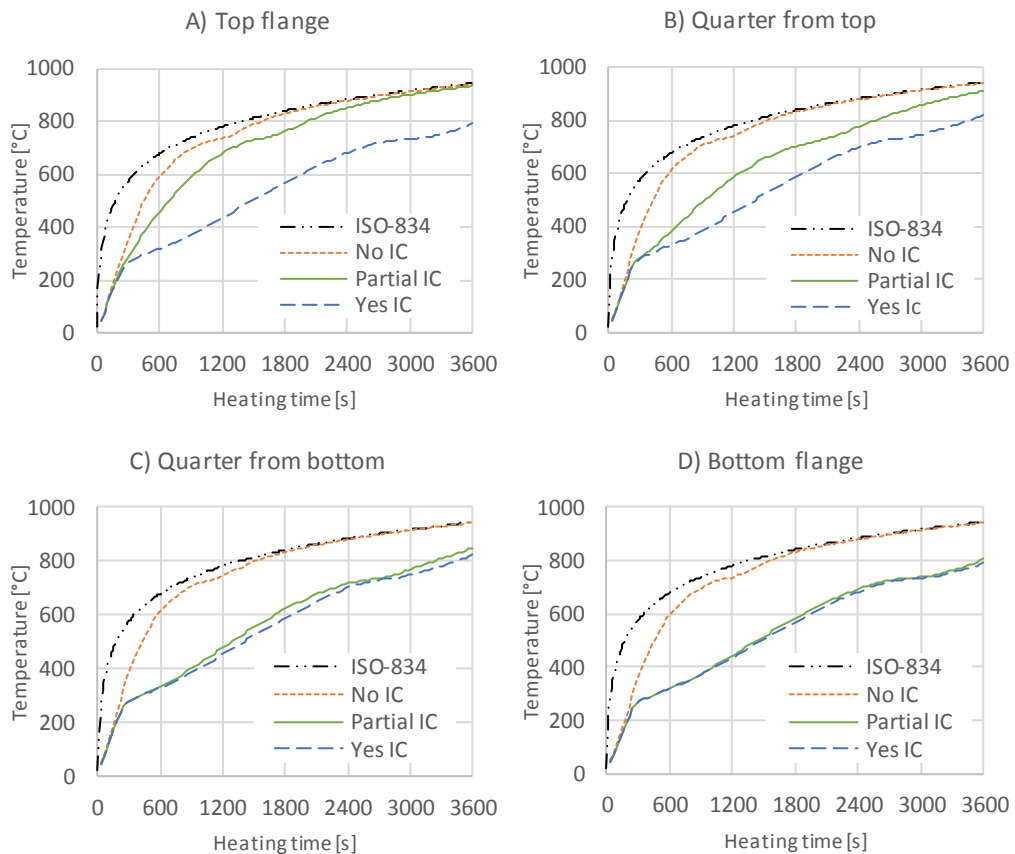 A) Top flange
Temperature [°C]
1000
800
600
400
200
0
ISO-834
No IC
Partial IC
Yes IC
0 600 1200 1800 2400 3000 3600
Heating time [s]
B) Quarter from top
Temperature [°C]
1000
800
600
400
200
0
ISO-834
No IC
Partial IC
Yes Ic
0 600 1200 1800 2400 3000 3600
Heating time [s]
C) Quarter from bottom
Temperature [°C]
1000
800
600
400
200
0
ISO-834
No IC
Partial IC
Yes IC
0 600 1200 1800 2400 3000 3600
Heating time [s]
D) Bottom flange
Temperature [°C]
1000
800
600
400
200
0
ISO-834
No IC
Partial IC
Yes IC
0 600 1200 1800 2400 3000 3600
Heating time [s]